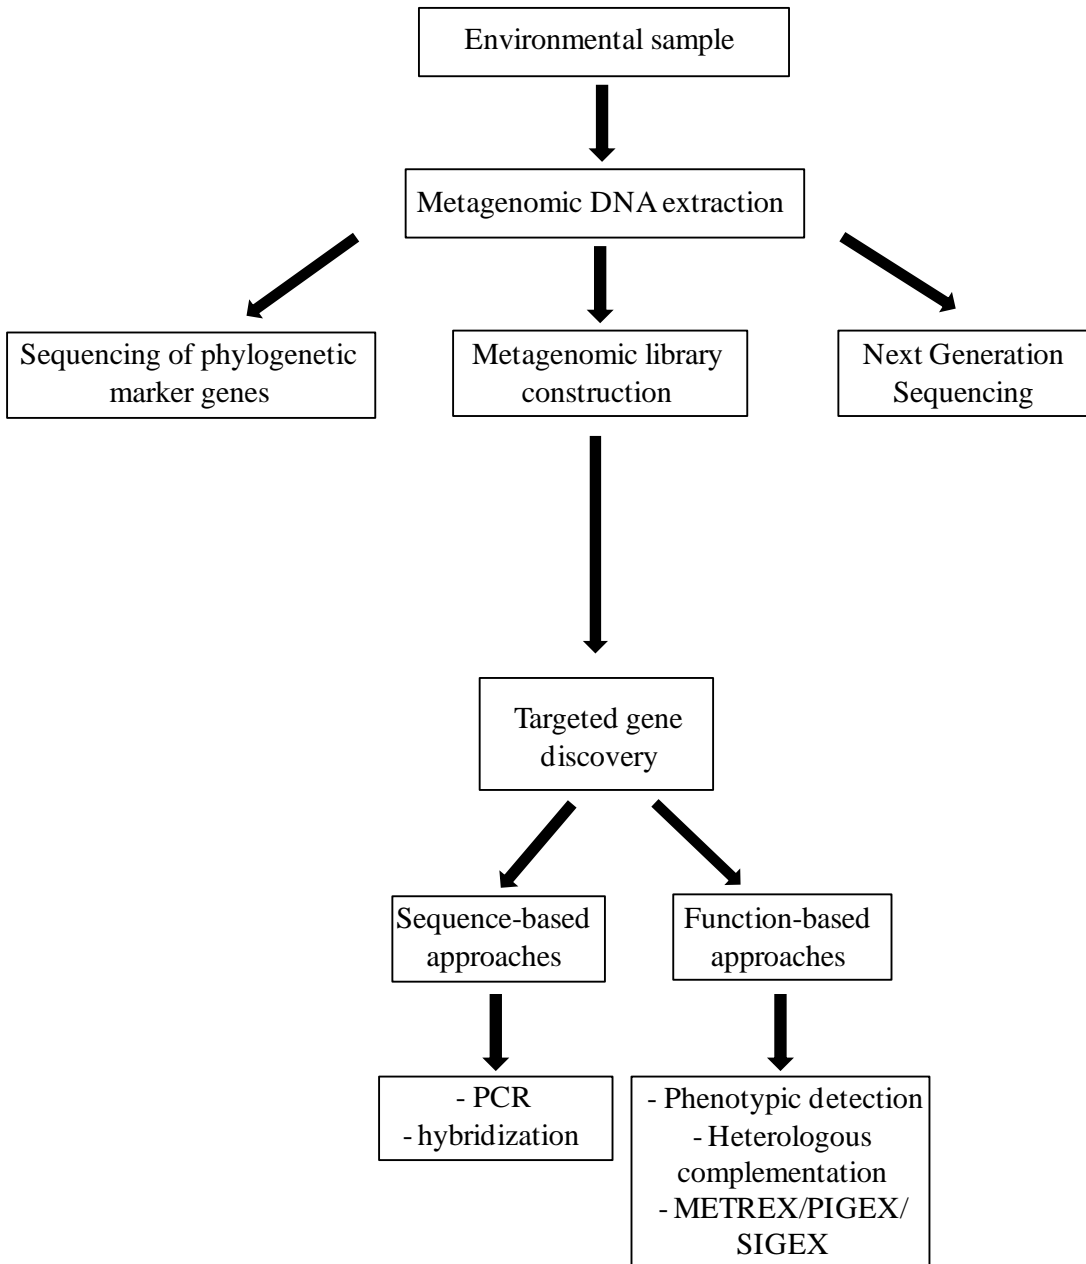 Environmental sample
Metagenomic DNA extraction
Sequencing of phylogenetic
marker genes
Metagenomic library
construction
Next Generation
Sequencing
Targeted gene
discovery
Sequence-based
approaches
Function-based
approaches
- PCR
- hybridization
- Phenotypic detection
- Heterologous
complementation
- METREX/PIGEX/
SIGEX